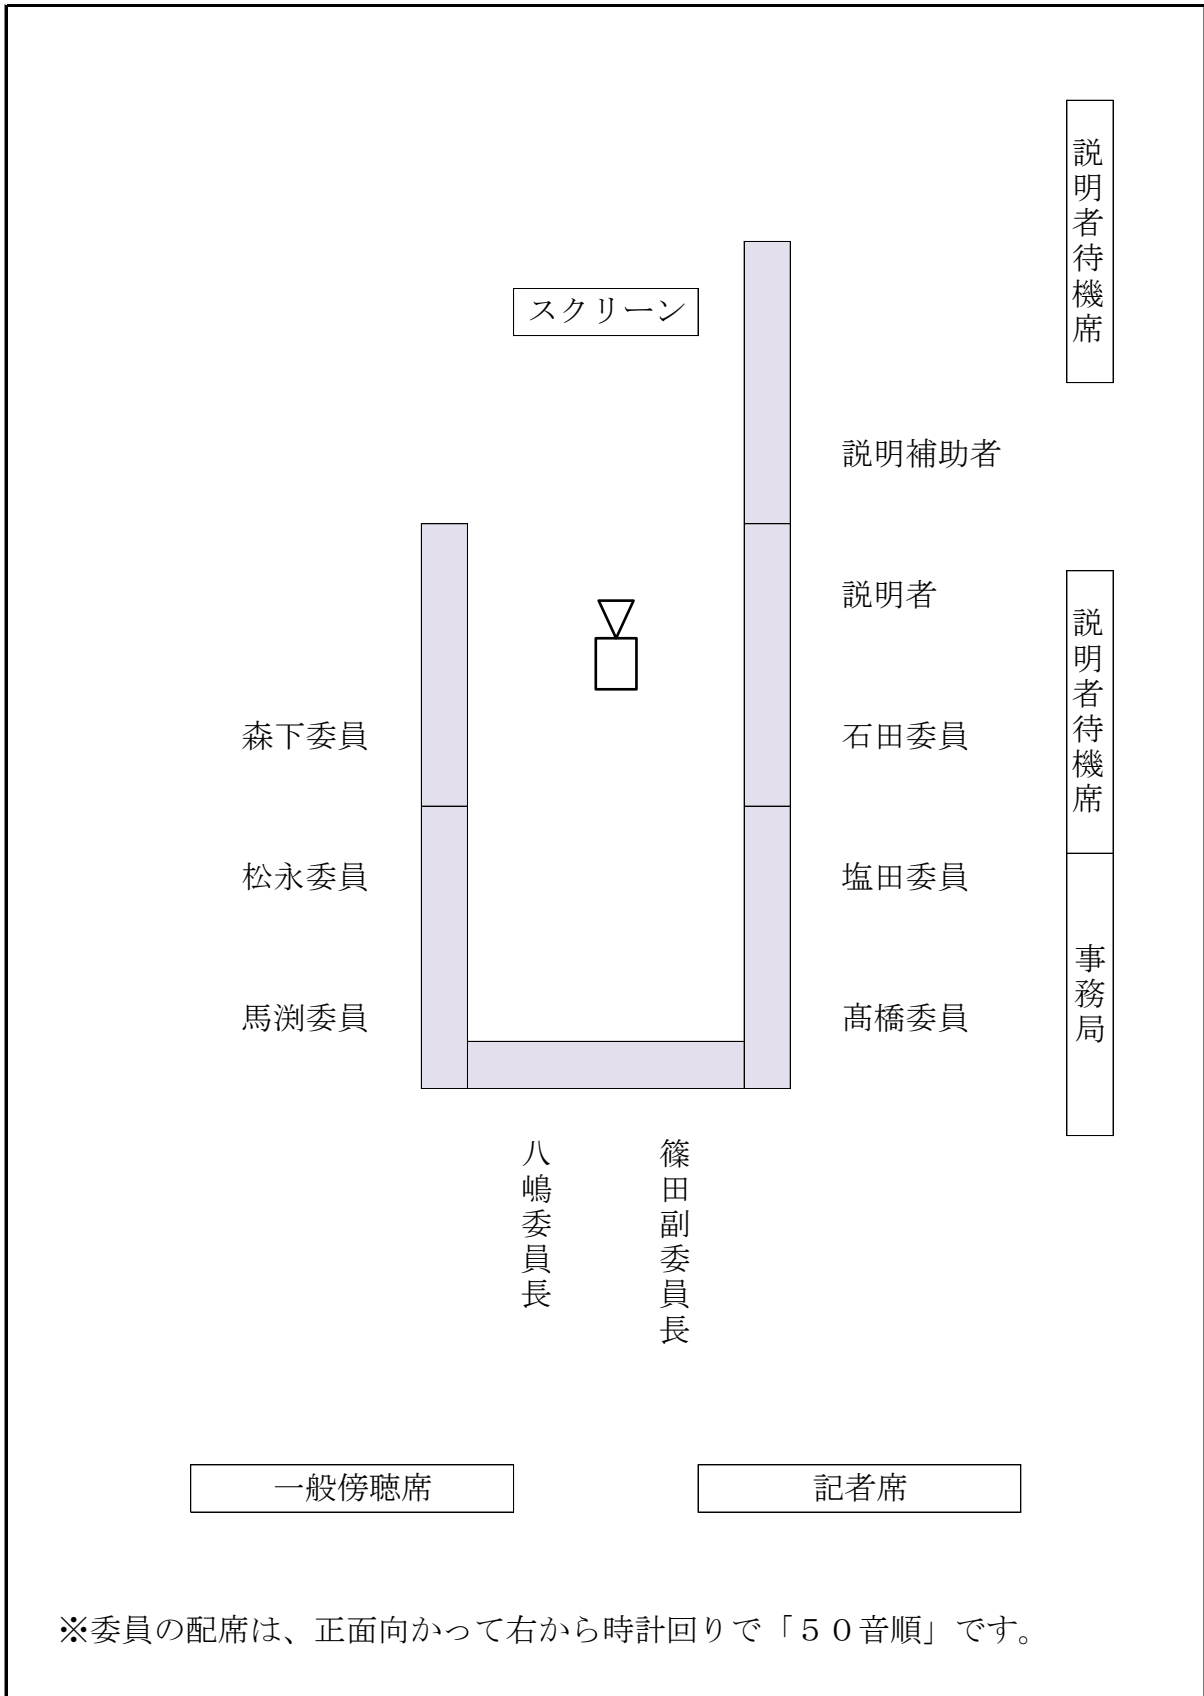 説明者待機席
スクリーン
説明補助者
説明者
説明者待機席
森下委員
石田委員
松永委員
塩田委員
事務局
馬渕委員
髙橋委員
八嶋委員長
篠田副委員長
一般傍聴席
記者席
※委員の配席は、正面向かって右から時計回りで「５０音順」です。